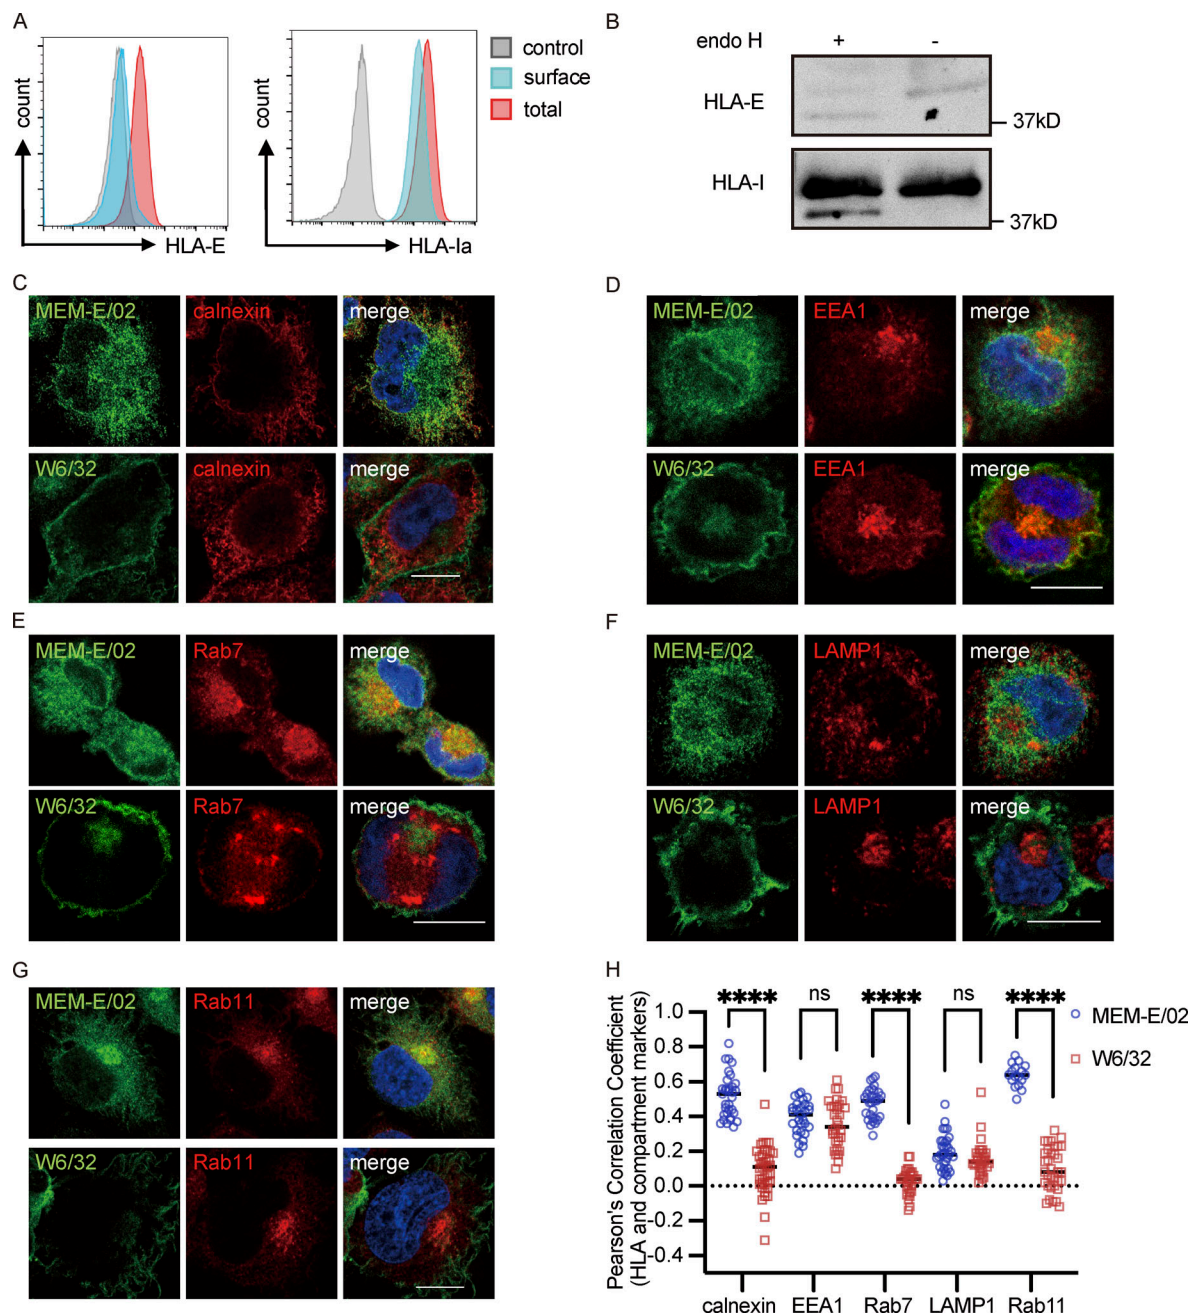 A
count
HLA-E
count
HLA-Ia
control
surface
total
B
endo H + -
HLA-E
37kD
HLA-I
37kD
C
MEM-E/02 calnexin merge
W6/32 calnexin merge
D
MEM-E/02 EEA1 merge
W6/32 EEA1 merge
E
MEM-E/02 Rab7 merge
W6/32 Rab7 merge
F
MEM-E/02 LAMP1 merge
W6/32 LAMP1 merge
G
MEM-E/02 Rab11 merge
W6/32 Rab11 merge
H
Pearson's Correlation Coefficient
(HLA and compartment markers)
**** ns **** ns ****
1.0
0.8
0.6
0.4
0.2
0.0
-0.2
-0.4
calnexin EEA1 Rab7 LAMP1 Rab11
MEM-E/02
W6/32